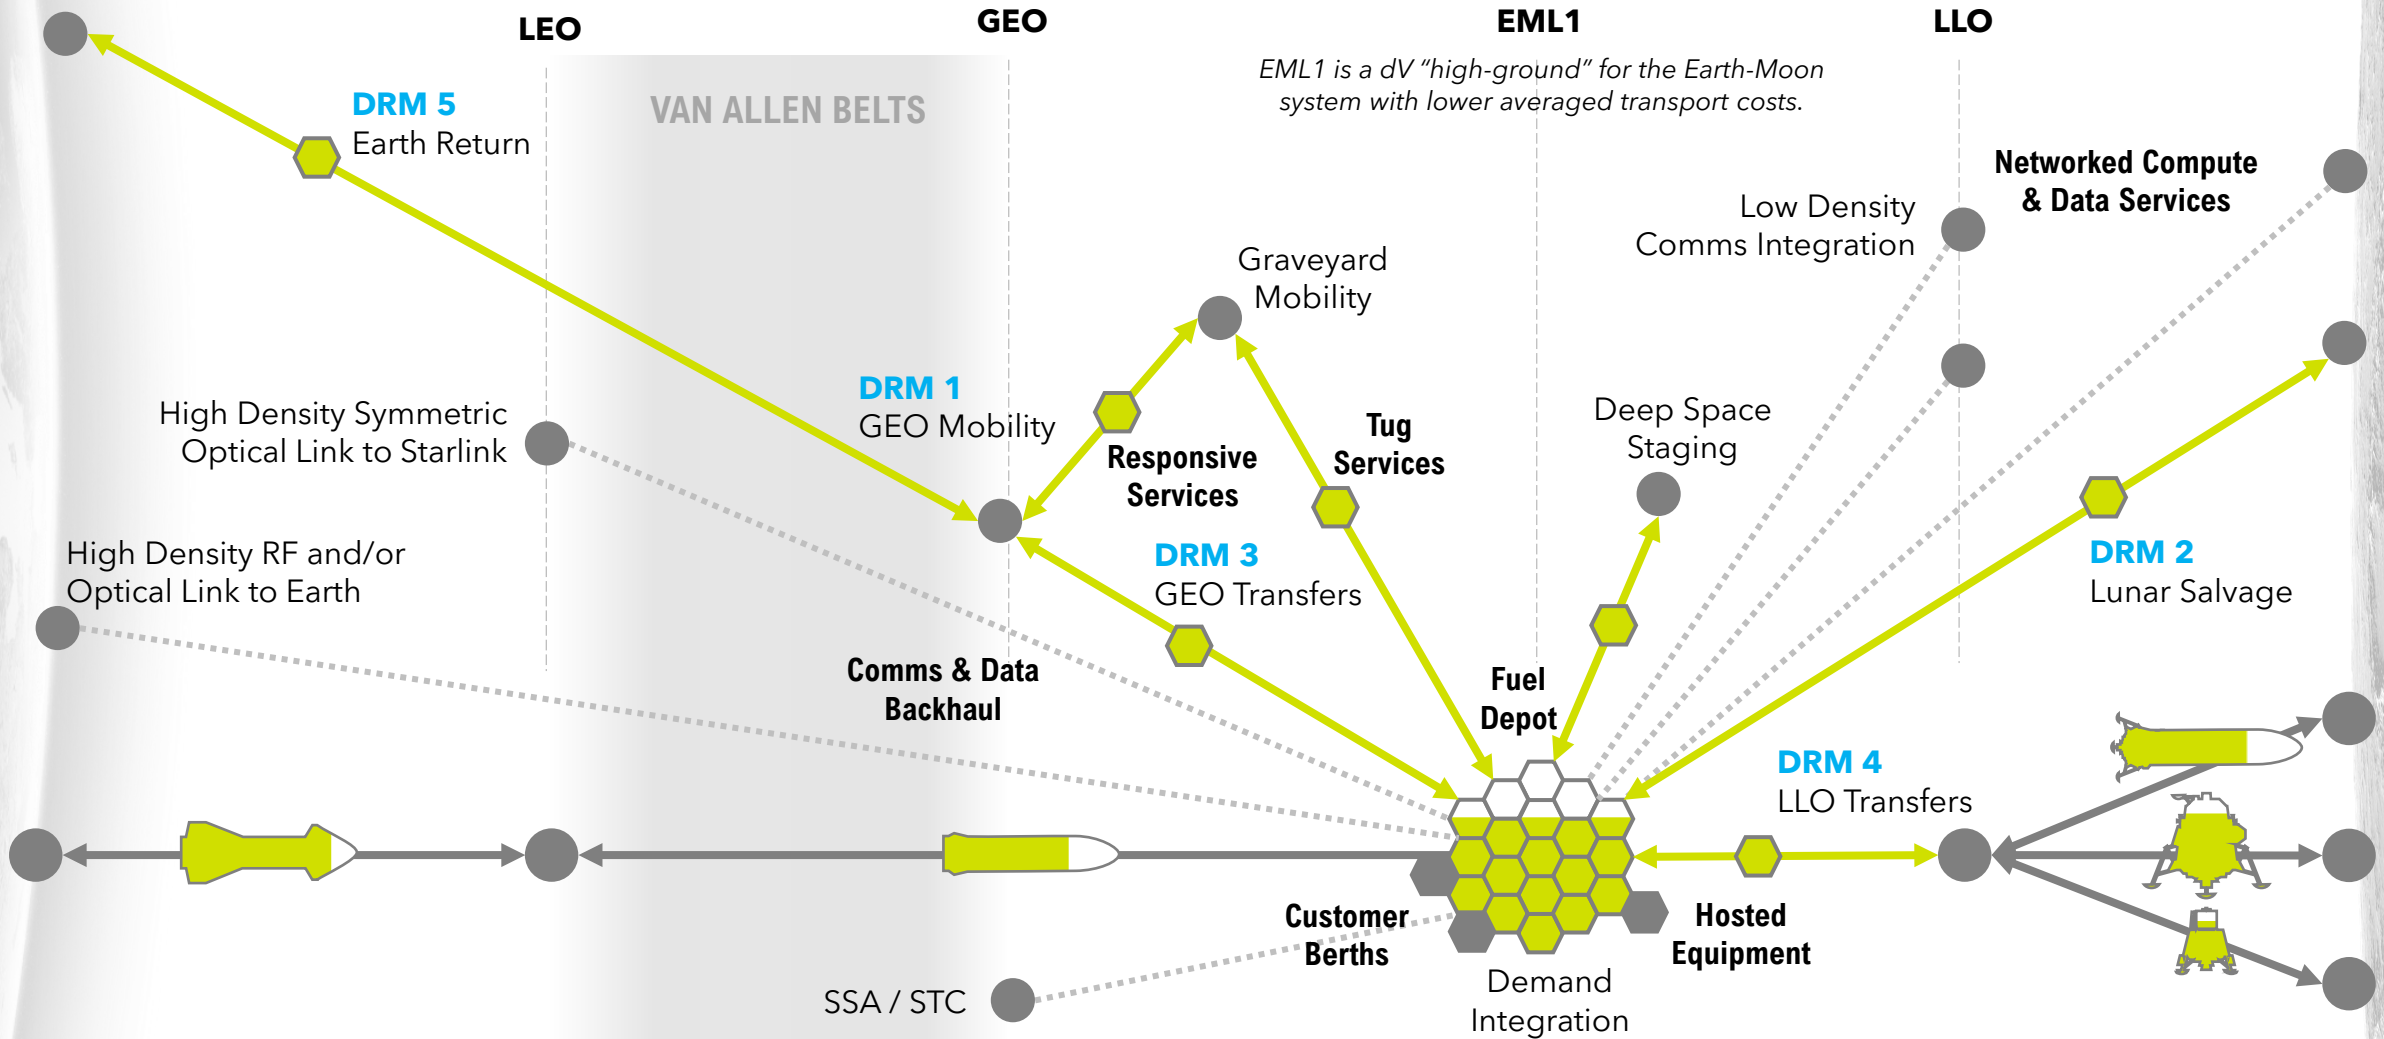 LEO
GEO
EML1
LLO
EML1 is a dV “high-ground” for the Earth-Moon
system with lower averaged transport costs.
VAN ALLEN BELTS
DRM 5
Earth Return
Networked Compute
& Data Services
Low Density
Comms Integration
Graveyard
Mobility
DRM 1
GEO Mobility
High Density Symmetric
Optical Link to Starlink
Responsive
Services
Tug
Services
Deep Space
Staging
High Density RF and/or
Optical Link to Earth
DRM 3
GEO Transfers
DRM 2
Lunar Salvage
Comms & Data
Backhaul
Fuel
Depot
DRM 4
LLO Transfers
Customer
Berths
Hosted
Equipment
SSA / STC
Demand
Integration